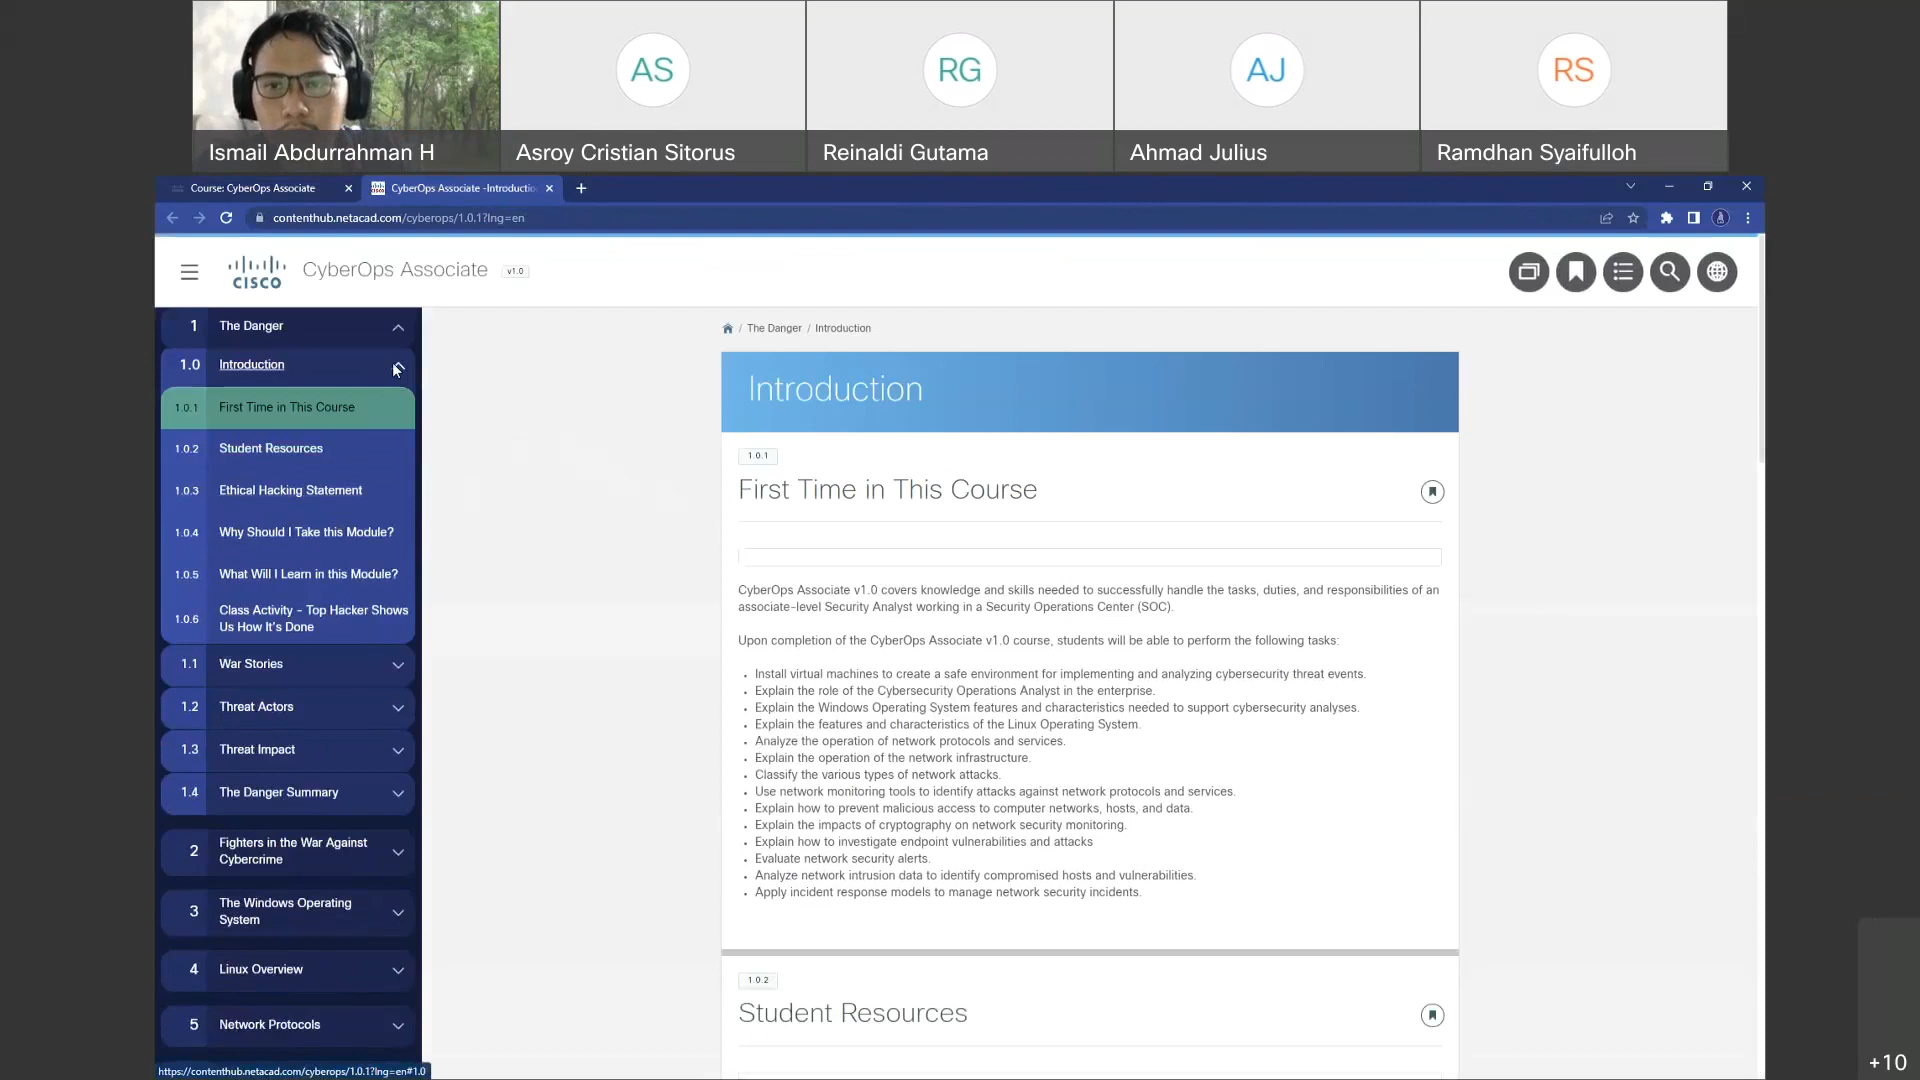 AS
RG
AJ
RS
Ismail Abdurrahman H
Asroy Cristian Sitorus
Reinaldi Gutama
Ahmad Julius
Ramdhan Syaifulloh
Course: CyberOps Associate
CyberOps Associate -Introductio
contenthub.netacad.com/cyberops/1.0.1?lng=en
CISCO
CyberOps Associate
v1.0
1 The Danger
1.0 Introduction
1.0.1 First Time in This Course
1.0.2 Student Resources
1.0.3 Ethical Hacking Statement
1.0.4 Why Should I Take this Module?
1.0.5 What Will I Learn in this Module?
1.0.6 Class Activity - Top Hacker Shows
Us How It's Done
1.1 War Stories
1.2 Threat Actors
1.3 Threat Impact
1.4 The Danger Summary
2 Fighters in the War Against
Cybercrime
3 The Windows Operating
System
4 Linux Overview
5 Network Protocols
https://contenthub.netacad.com/cyberops/1.0.1?lng=en#1.0
/ The Danger / Introduction
Introduction
1.0.1
First Time in This Course
CyberOps Associate v1.0 covers knowledge and skills needed to successfully handle the tasks, duties, and responsibilities of an
associate-level Security Analyst working in a Security Operations Center (SOC).
Upon completion of the CyberOps Associate v1.0 course, students will be able to perform the following tasks:
• Install virtual machines to create a safe environment for implementing and analyzing cybersecurity threat events.
• Explain the role of the Cybersecurity Operations Analyst in the enterprise.
• Explain the Windows Operating System features and characteristics needed to support cybersecurity analyses.
• Explain the features and characteristics of the Linux Operating System.
• Analyze the operation of network protocols and services.
• Explain the operation of the network infrastructure.
• Classify the various types of network attacks.
• Use network monitoring tools to identify attacks against network protocols and services.
• Explain how to prevent malicious access to computer networks, hosts, and data.
• Explain the impacts of cryptography on network security monitoring.
• Explain how to investigate endpoint vulnerabilities and attacks
• Evaluate network security alerts.
• Analyze network intrusion data to identify compromised hosts and vulnerabilities.
• Apply incident response models to manage network security incidents.
1.0.2
Student Resources
+10